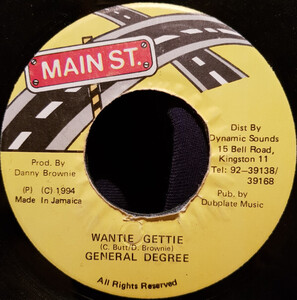 MAIN ST.
Prod. By
Danny Brownie
(P) (C) 1994
Made In Jamaica
Dist By
Dynamic Sounds
15 Bell Road,
Kingston 11
Tel: 92-39138/
39168
Pub. by
Dubplate Music
WANTIE GETTIE
(C. Butt/D. Brownie)
GENERAL DEGREE
All Rights Reserved